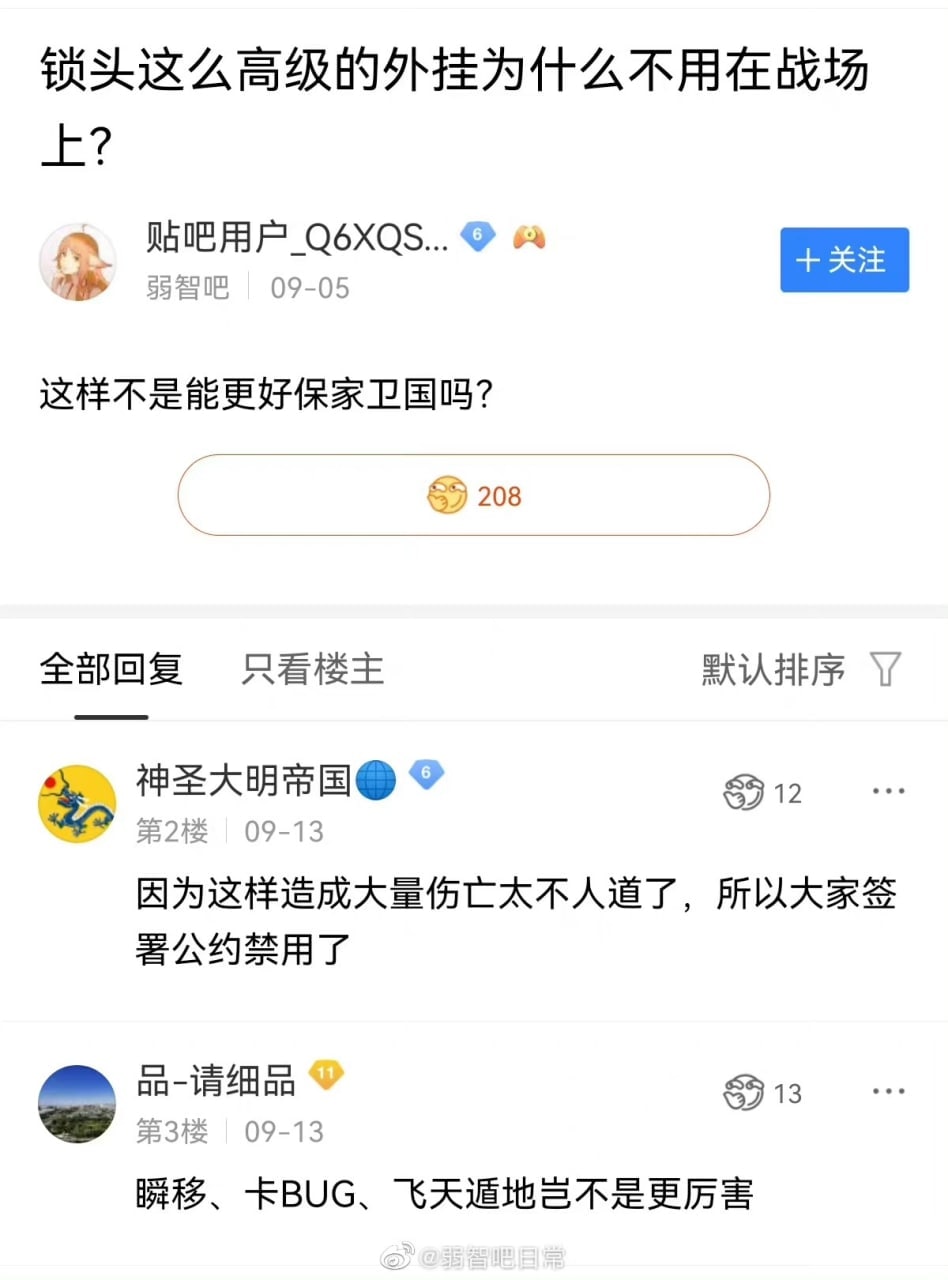 锁头这么高级的外挂为什么不用在战场
上？
贴吧用户_Q6XQS... 6
弱智吧 09-05
+关注
这样不是能更好保家卫国吗？
208
全部回复 只看楼主 默认排序
神圣大明帝国 6
12
第2楼 09-13
因为这样造成大量伤亡太不人道了，所以大家签
署公约禁用了
品-请细品 11
13
第3楼 09-13
瞬移、卡BUG、飞天遁地岂不是更厉害
@弱智吧日常